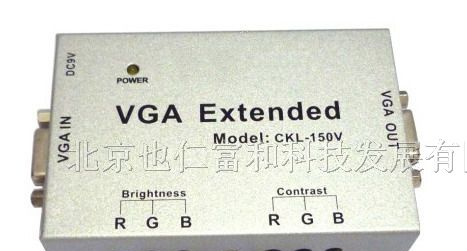 DC9V
POWER
VGA Extended
Model: CKL-150V
VGA IN
VGA OUT
北京也仁富和科技发展有限
Brightness
Contrast
R G B
R G B